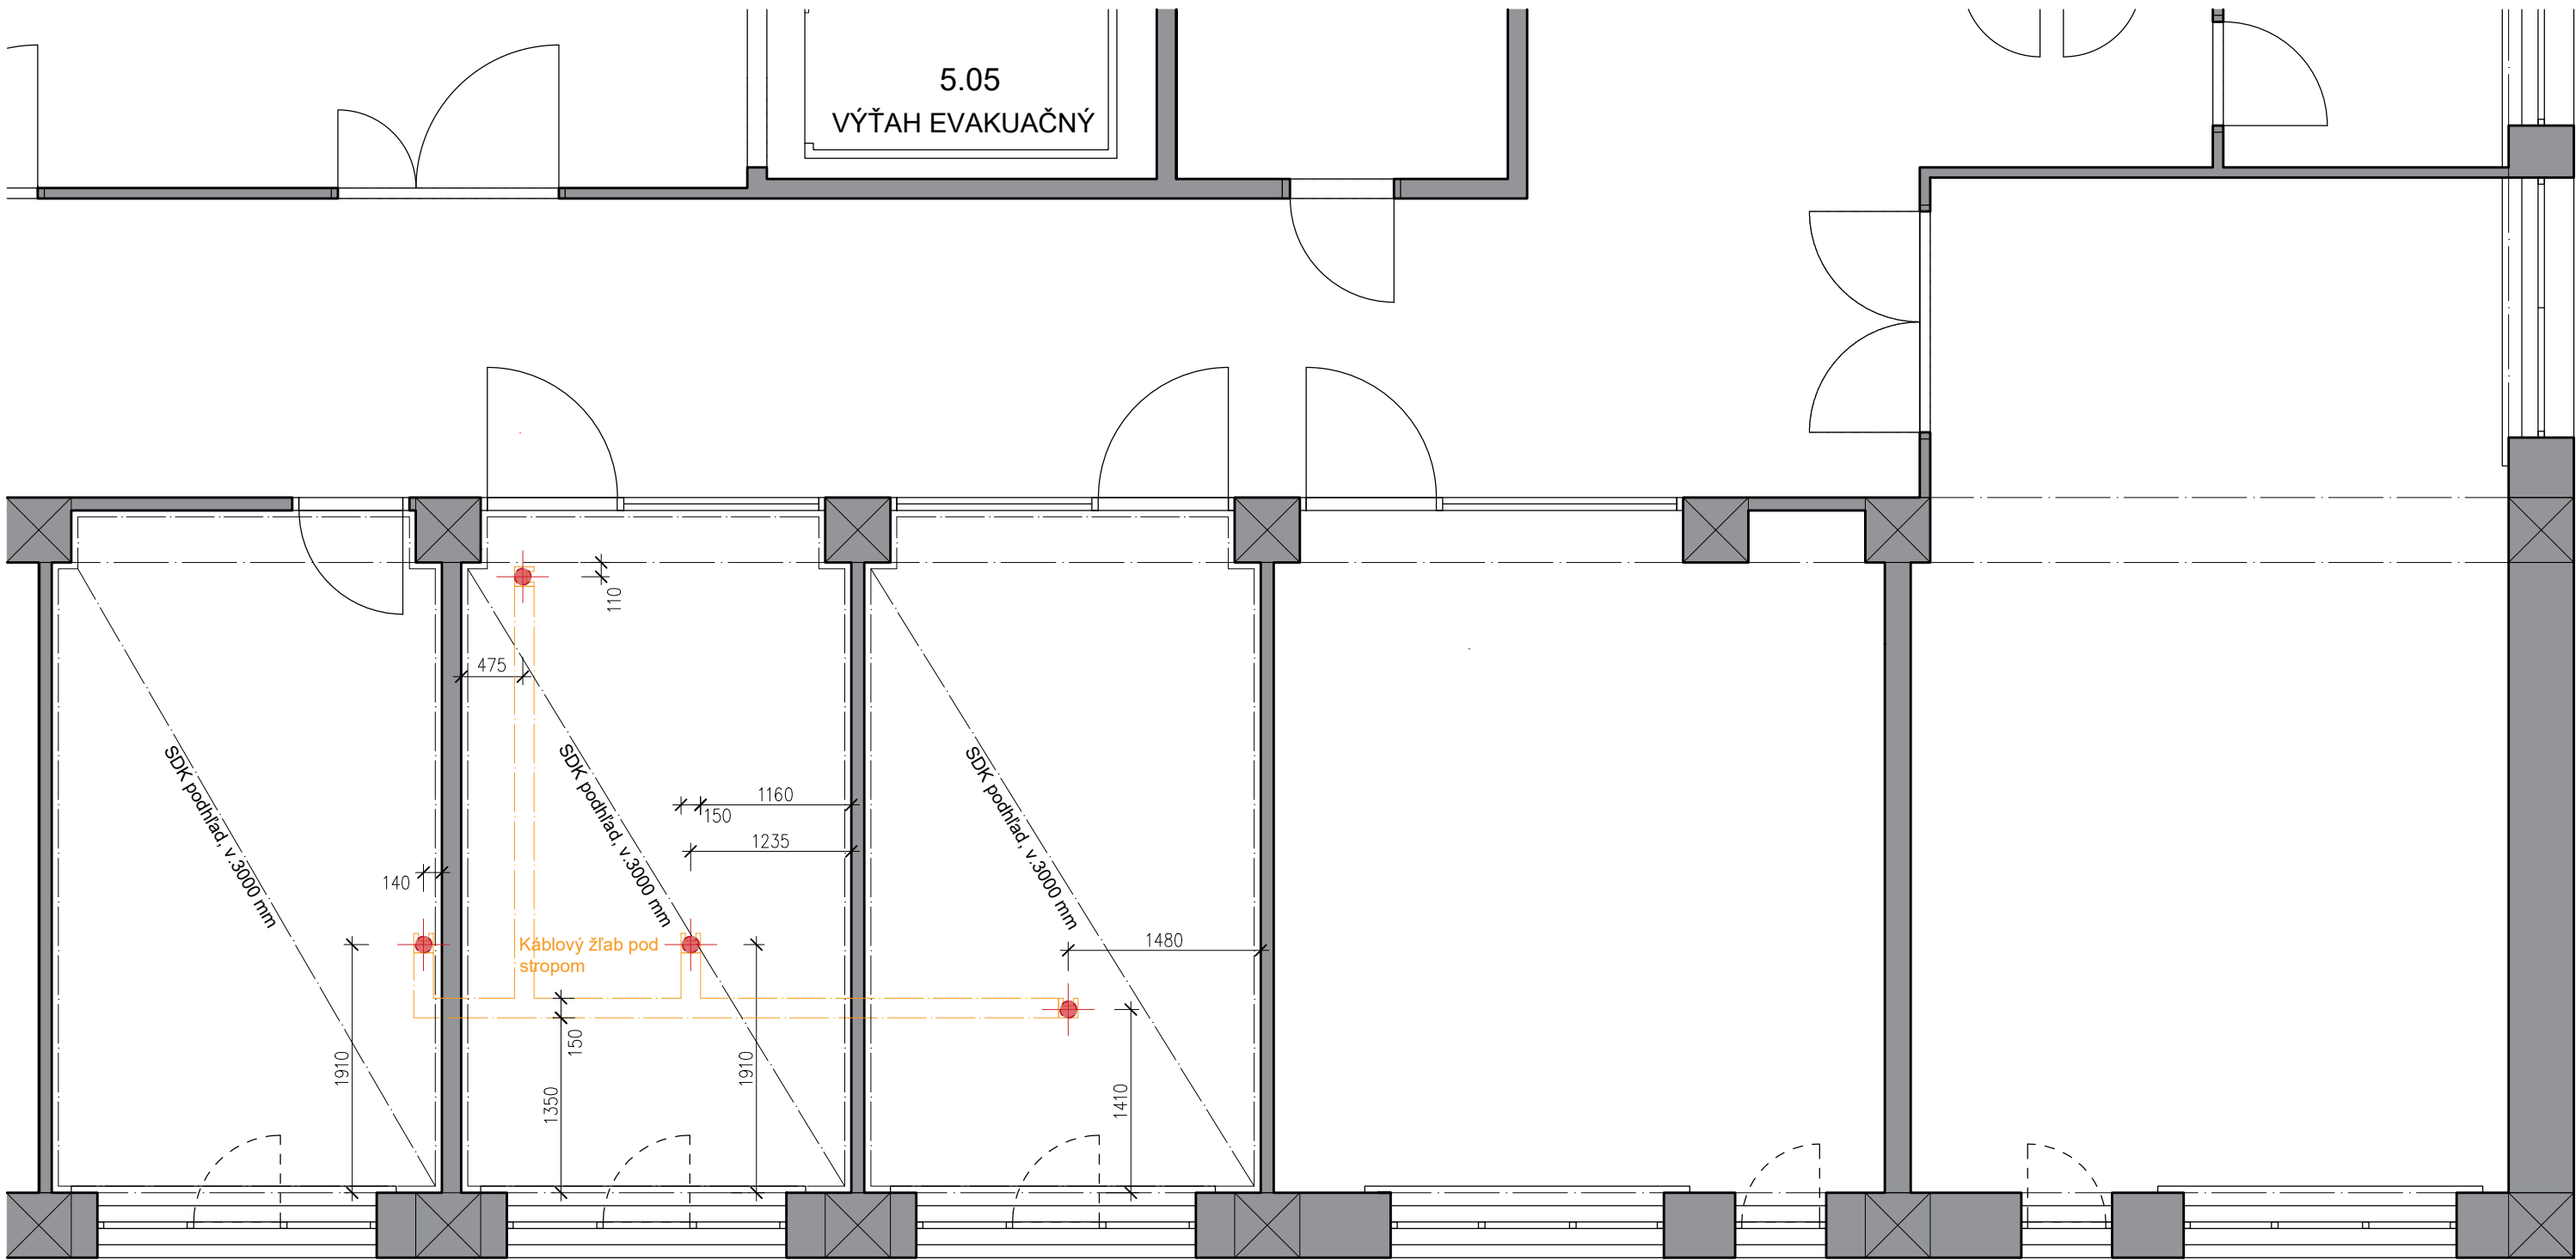 5.05
VÝŤAH EVAKUAČNÝ
110
475
SDK podhľad, v.3000 mm
SDK podhľad, v.3000 mm
SDK podhľad, v.3000 mm
1160
150
1235
140
Káblový žľab pod
stropom
1480
150
1910
1350
1910
1410